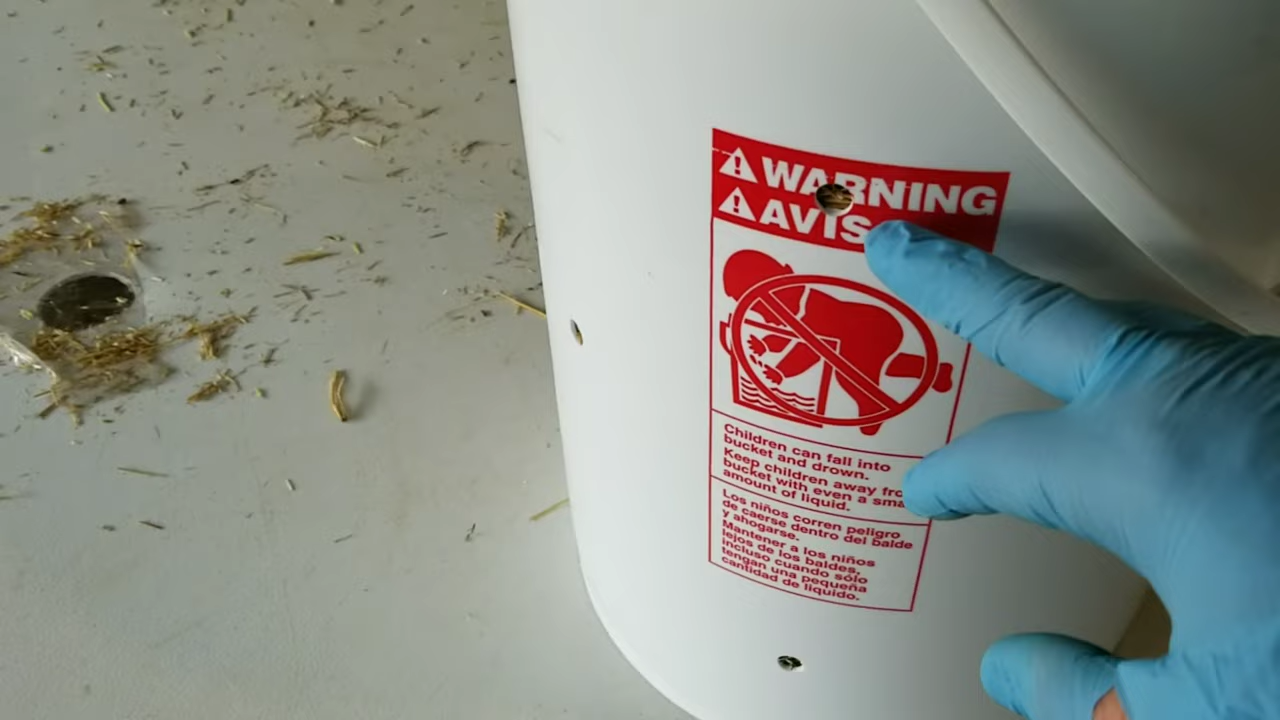 WARNING
AVIS
Children can fall into
bucket and drown.
Keep children away fro
bucket with even a sma
amount of liquid.
Los niños corren peligro
de caerse dentro del balde
y ahogarse.
Mantener a los niños
lejos de los baldes,
incluso cuando sólo
tengan una pequeña
cantidad de liquido.